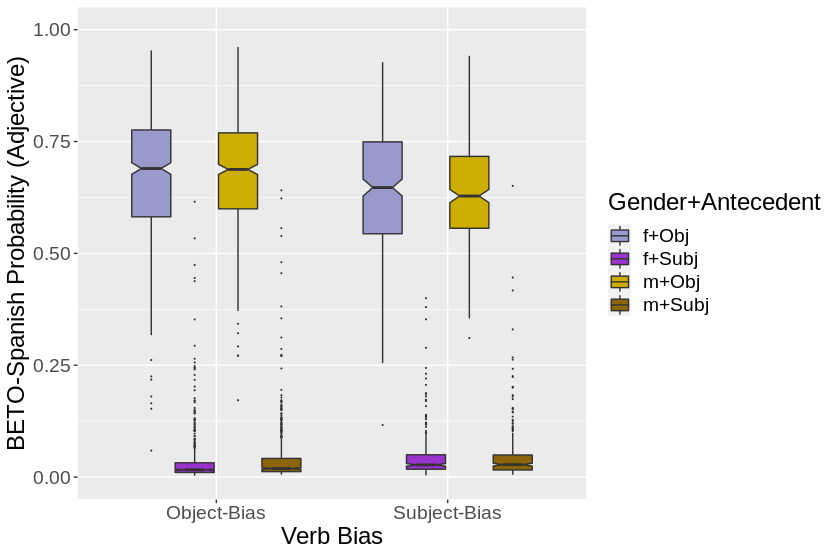 1.00
0.75
0.50
0.25
0.00
BETO-Spanish Probability (Adjective)
Object-Bias
Subject-Bias
Verb Bias
Gender+Antecedent
f+Obj
f+Subj
m+Obj
m+Subj